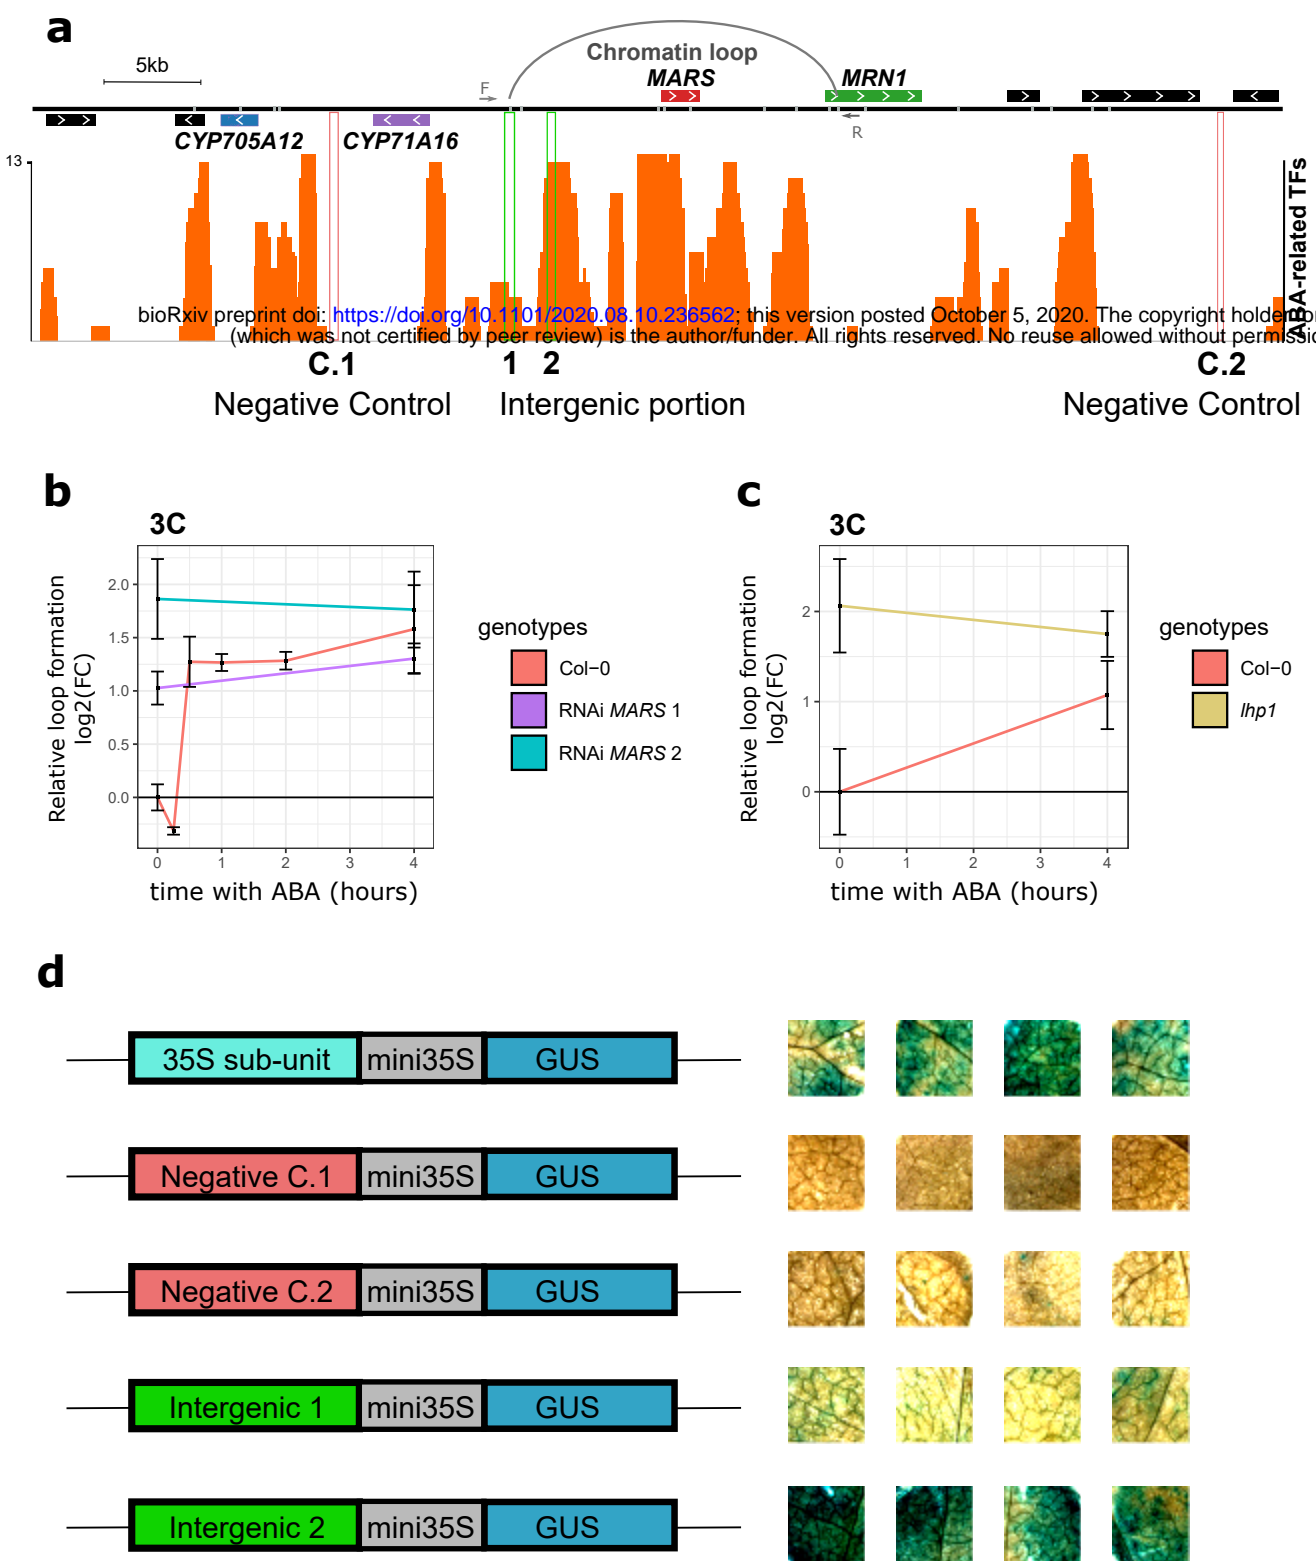 a
5kb
Chromatin loop
F
MARS
MRN1
CYP705A12
CYP71A16
R
13
ABA-related TFs
bioRxiv preprint doi: https://doi.org/10.1101/2020.08.10.236562; this version posted October 5, 2020. The copyright holder
(which was not certified by peer review) is the author/funder. All rights reserved. No reuse allowed without
C.1
1
2
C.2
Negative Control
Intergenic portion
Negative Control
b
3C
Relative loop formation
log2(FC)
2.0
1.5
1.0
0.5
0.0
0 1 2 3 4
time with ABA (hours)
genotypes
Col-0
RNAi MARS 1
RNAi MARS 2
c
3C
Relative loop formation
log2(FC)
2
1
0
0 1 2 3 4
time with ABA (hours)
genotypes
Col-0
lhp1
d
35S sub-unit mini35S GUS
Negative C.1 mini35S GUS
Negative C.2 mini35S GUS
Intergenic 1 mini35S GUS
Intergenic 2 mini35S GUS